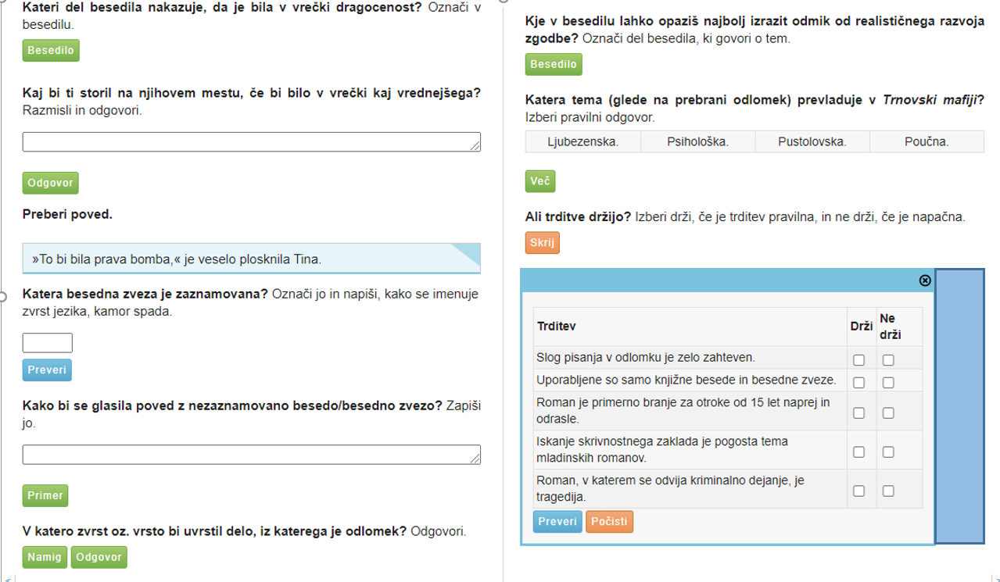 Kateri del besedila nakazuje, da je bila v vrečki dragocenost? Označi v
besedilu.
Besedilo
Kaj bi ti storil na njihovem mestu, če bi bilo v vrečki kaj vrednejšega?
Razmisli in odgovori.
Odgovor
Preberi poved.
»To bi bila prava bomba,« je veselo plosknila Tina.
Katera besedna zveza je zaznamovana? Označi jo in napiši, kako se imenuje
zvrst jezika, kamor spada.
Preveri
Kako bi se glasila poved z nezaznamovano besedo/besedno zvezo? Zapiši
jo.
Primer
V katero zvrst oz. vrsto bi uvrstil delo, iz katerega je odlomek? Odgovori.
Namig Odgovor
Kje v besedilu lahko opaziš najbolj izrazit odmik od realističnega razvoja
zgodbe? Označi del besedila, ki govori o tem.
Besedilo
Katera tema (glede na prebrani odlomek) prevladuje v Trnovski mafiji?
Izberi pravilni odgovor.
Ljubezenska. Psihološka. Pustolovska. Poučna.
Več
Ali trditve držijo? Izberi drži, če je trditev pravilna, in ne drži, če je napačna.
Skrij
Trditev Drži Ne
drži
Slog pisanja v odlomku je zelo zahteven.
Uporabljene so samo knjižne besede in besedne zveze.
Roman je primerno branje za otroke od 15 let naprej in
odrasle.
Iskanje skrivnostnega zaklada je pogosta tema
mladinskih romanov.
Roman, v katerem se odvija kriminalno dejanje, je
tragedija.
Preveri Počisti